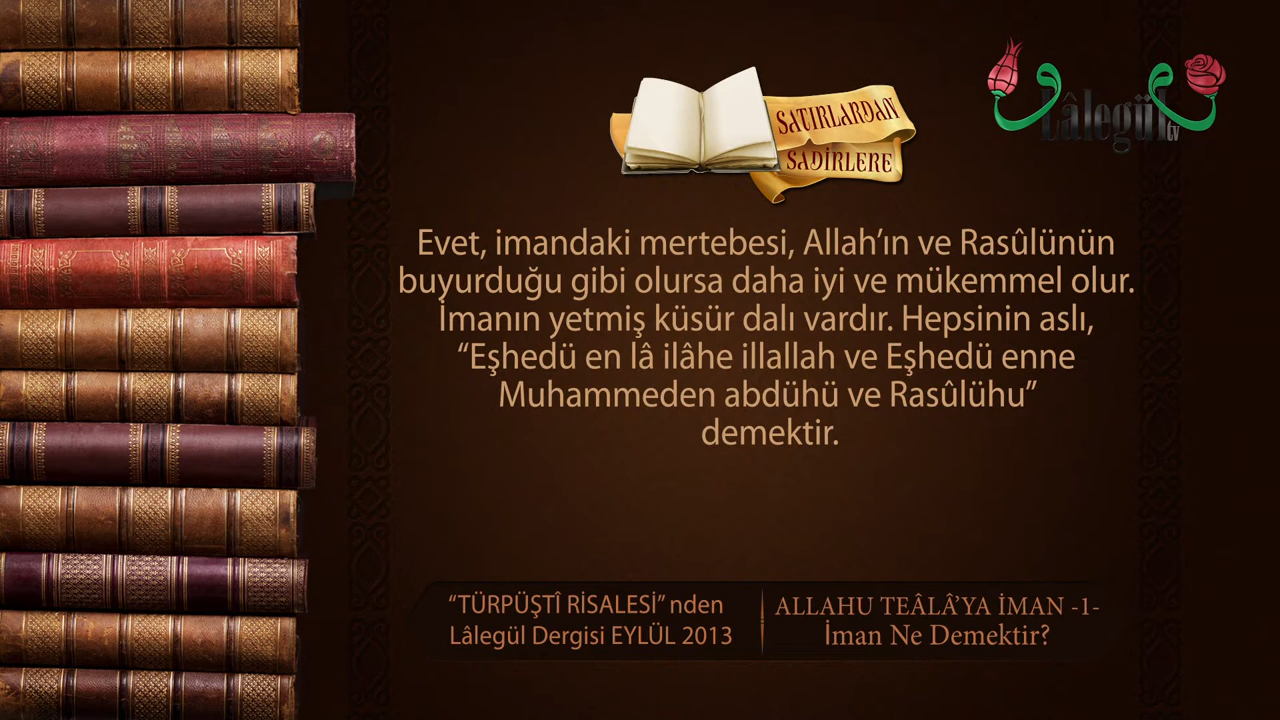 SATIRLARDAN
SADIRLERE
Lâlegül tv
Evet, imandaki mertebesi, Allah’ın ve Rasûlünün
buyurduğu gibi olursa daha iyi ve mükemmel olur.
İmanın yetmiş küsür dalı vardır. Hepsinin aslı,
“Eşhedü en lâ ilâhe illallah ve Eşhedü enne
Muhammeden abdühü ve Rasûlühu”
demektir.
“TÜRPÜŞTÎ RİSALESİ” nden
Lâlegül Dergisi EYLÜL 2013
ALLAHU TEÂLÂ’YA İMAN -1-
İman Ne Demektir?